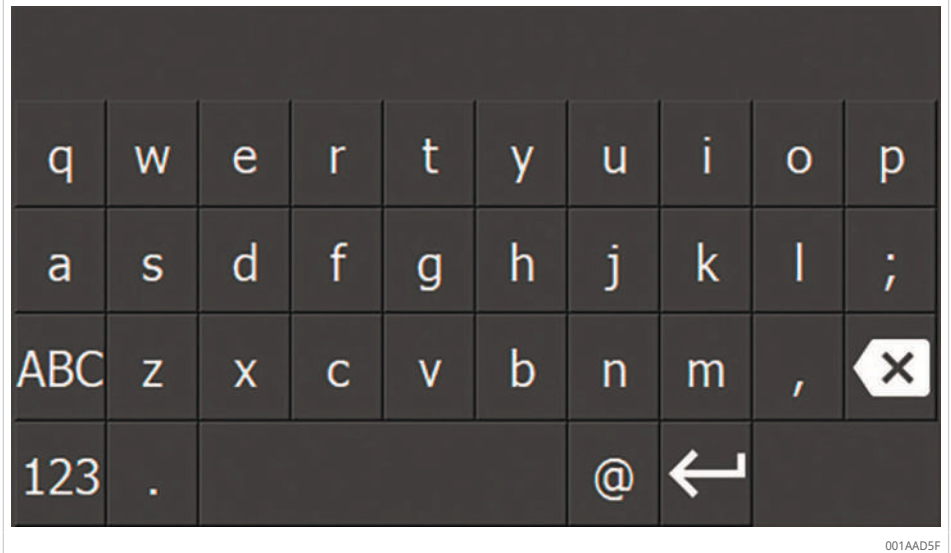 q w e r t y u i o p
a s d f g h j k l ;
ABC z x c v b n m ,
123 . @
001AAD5F